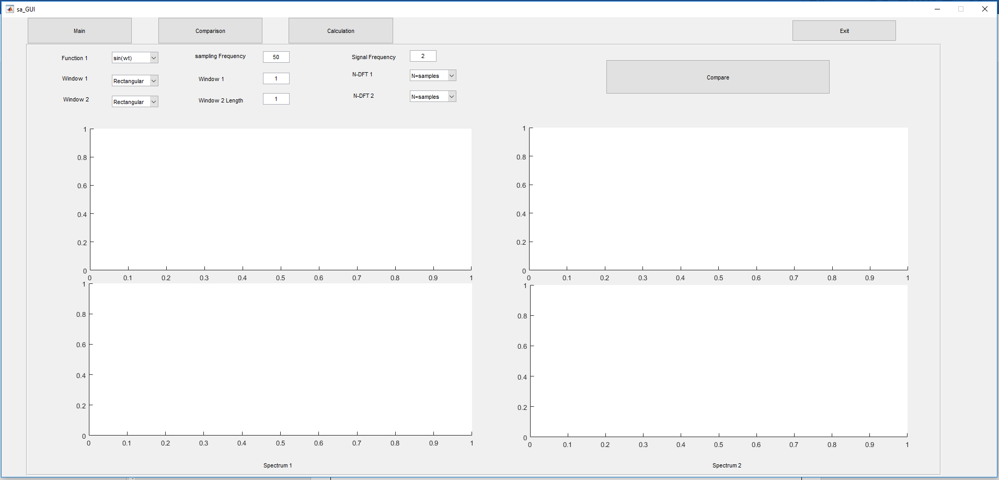 sa_GUI
Main Comparison Calculation Exit
Function 1 sin(wt) sampling Frequency 50 Signal Frequency 2
Window 1 Rectangular Window 1 1 N-DFT 1 N=samples
Compare
Window 2 Rectangular Window 2 Length 1 N-DFT 2 N=samples
1
0.8
0.6
0.4
0.2
0
0 0.1 0.2 0.3 0.4 0.5 0.6 0.7 0.8 0.9 1
1
0.8
0.6
0.4
0.2
0
0 0.1 0.2 0.3 0.4 0.5 0.6 0.7 0.8 0.9 1
1
0.8
0.6
0.4
0.2
0
0 0.1 0.2 0.3 0.4 0.5 0.6 0.7 0.8 0.9 1
Spectrum 1
1
0.8
0.6
0.4
0.2
0
0 0.1 0.2 0.3 0.4 0.5 0.6 0.7 0.8 0.9 1
Spectrum 2